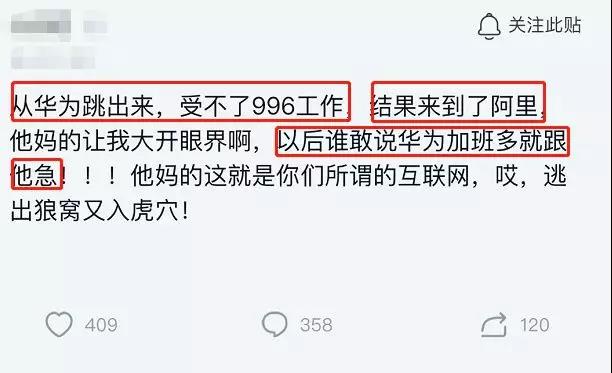 关注此贴
从华为跳出来，受不了996工作，结果来到了阿里，
他妈的让我大开眼界啊，以后谁敢说华为加班多就跟
他急！！！他妈的这就是你们所谓的互联网，哎，逃
出狼窝又入虎穴！
409 358 120